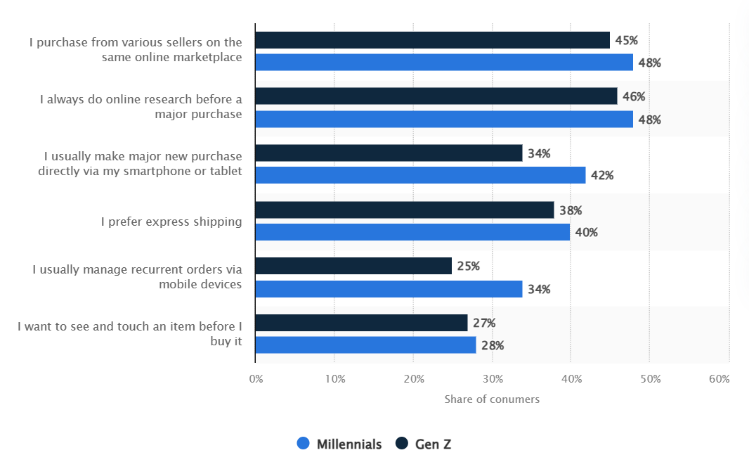 I purchase from various sellers on the
same online marketplace
45%
48%
I always do online research before a
major purchase
46%
48%
I usually make major new purchase
directly via my smartphone or tablet
34%
42%
I prefer express shipping
38%
40%
I usually manage recurrent orders via
mobile devices
25%
34%
I want to see and touch an item before I
buy it
27%
28%
0% 10% 20% 30% 40% 50% 60%
Share of conumers
Millennials Gen Z